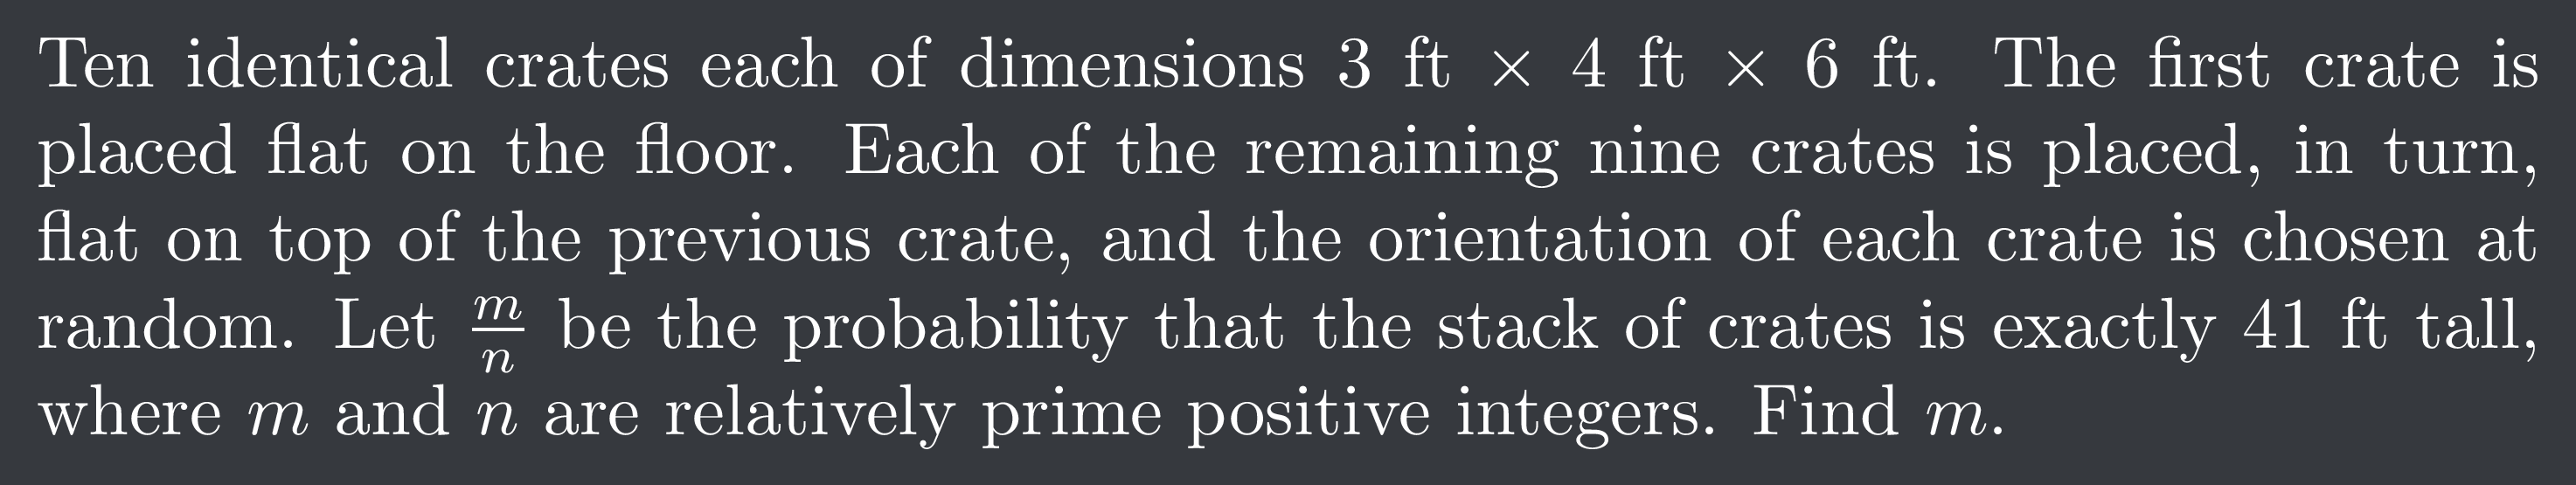 Ten identical crates each of dimensions 3 ft × 4 ft × 6 ft. The first crate is
placed flat on the floor. Each of the remaining nine crates is placed, in turn,
flat on top of the previous crate, and the orientation of each crate is chosen at
random. Let $\frac{m}{n}$ be the probability that the stack of crates is exactly 41 ft tall,
where m and n are relatively prime positive integers. Find m.